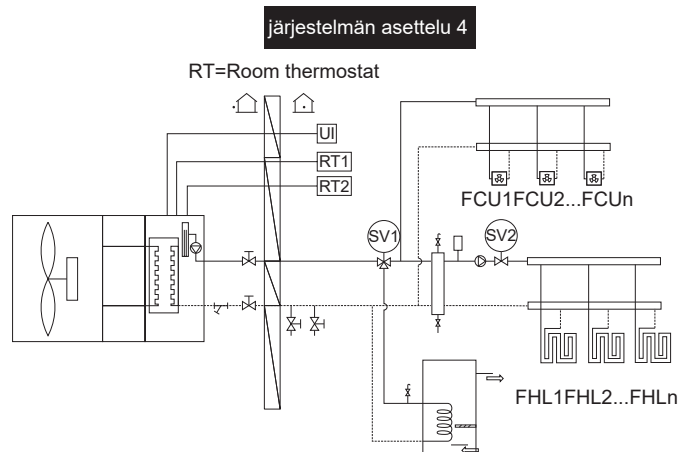 järjestelmän asettelu 4
RT=Room thermostat
UI
RT1
RT2
FCU1FCU2...FCUn
SV1
SV2
FHL1FHL2...FHLn